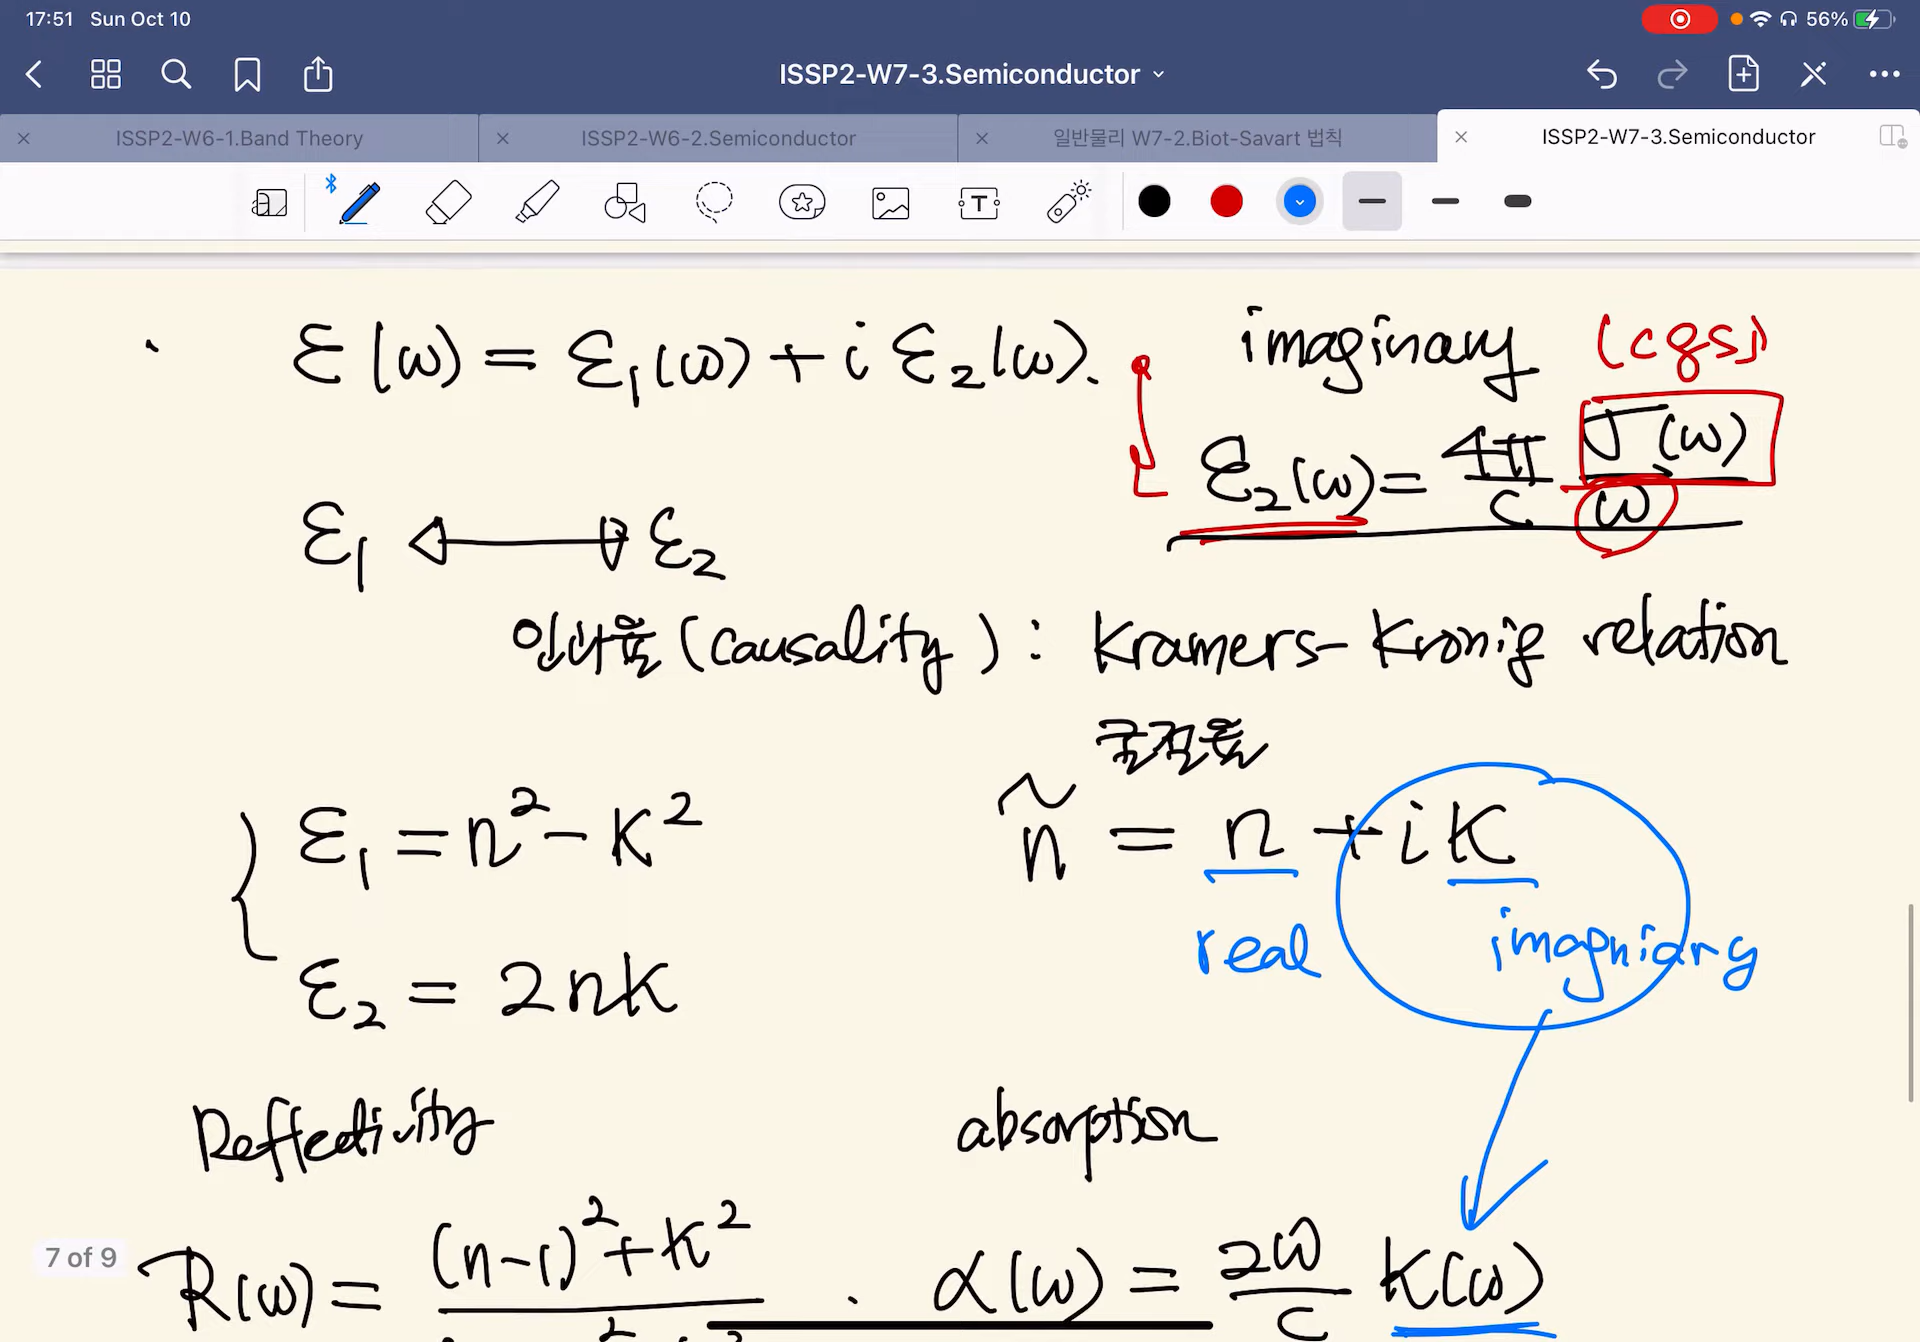 17:51 Sun Oct 10 56%
ISSP2-W7-3.Semiconductor
ISSP2-W6-1.Band Theory
ISSP2-W6-2.Semiconductor
일반물리 W7-2.Biot-Savart 법칙
ISSP2-W7-3.Semiconductor
T
imaginary (cgs)
ε(ω) = ε₁(ω) + i ε₂(ω).
ε₂(ω) = 4π/c σ(ω)/ω
ε₁ ↔ ε₂
인과율 (causality) : Kramers-Kronig relation
굴절률
ε₁ = n² - K²
ñ = n + iK
real imagniary
ε₂ = 2nK
Reflectivity absorption
R(ω) = (n-1)² + K²
α(ω) = 2ω/c K(ω)
7 of 9